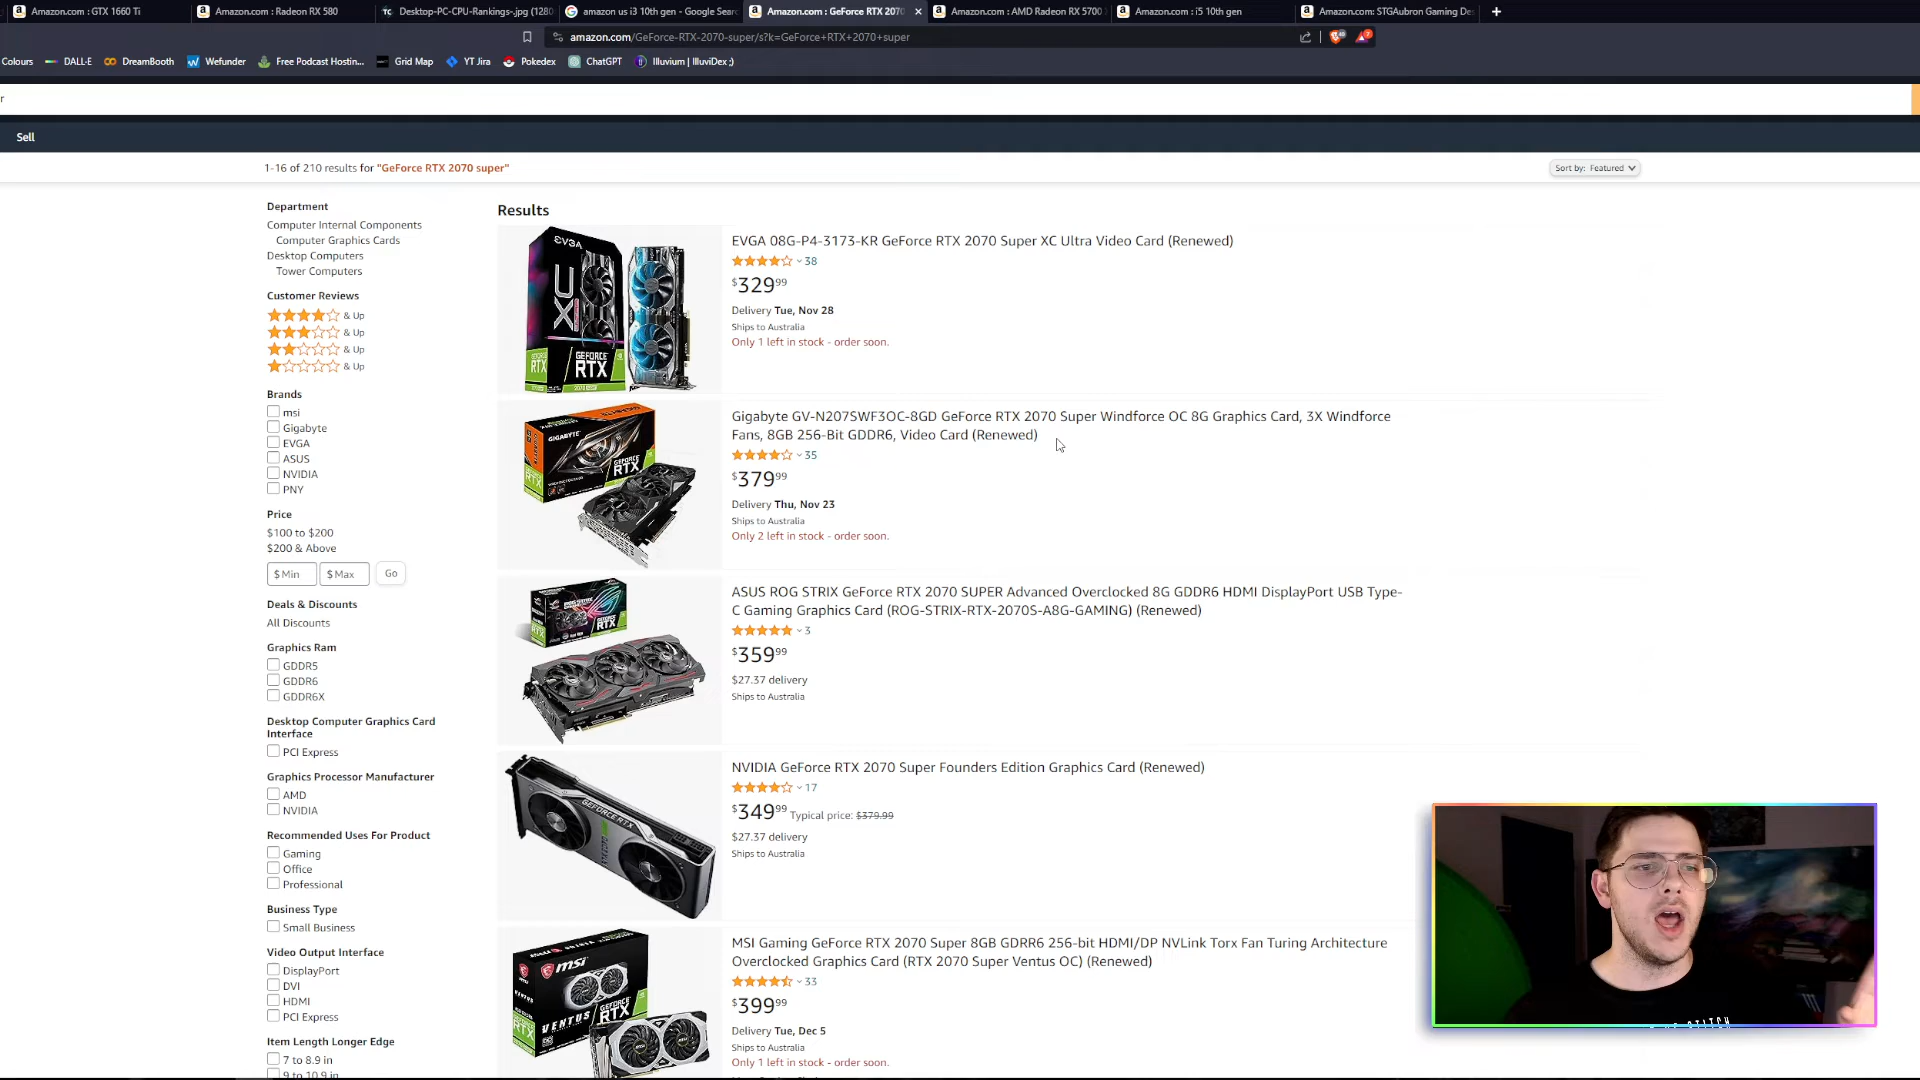 Amazon.com : GTX 1660 Ti
Amazon.com : Radeon RX 580
Desktop-PC-CPU-Rankings-.jpg (1280
amazon us i3 10th gen - Google Sear
Amazon.com : GeForce RTX 2070
Amazon.com : AMD Radeon RX 5700
Amazon.com : i5 10th gen
Amazon.com: STGAubron Gaming De
amazon.com/GeForce-RTX-2070-super/s?k=GeForce+RTX+2070+super
Colours
DALL·E
DreamBooth
Wefunder
Free Podcast Hostin...
Grid Map
YT Jira
Pokedex
ChatGPT
Illuvium | IlluviDex ;)
r
Sell
1-16 of 210 results for "GeForce RTX 2070 super"
Sort by: Featured
Department
Computer Internal Components
Computer Graphics Cards
Desktop Computers
Tower Computers
Customer Reviews
& Up
& Up
& Up
& Up
Brands
msi
Gigabyte
EVGA
ASUS
NVIDIA
PNY
Price
$100 to $200
$200 & Above
$ Min
$ Max
Go
Deals & Discounts
All Discounts
Graphics Ram
GDDR5
GDDR6
GDDR6X
Desktop Computer Graphics Card
Interface
PCI Express
Graphics Processor Manufacturer
AMD
NVIDIA
Recommended Uses For Product
Gaming
Office
Professional
Business Type
Small Business
Video Output Interface
DisplayPort
DVI
HDMI
PCI Express
Item Length Longer Edge
7 to 8.9 in
9 to 10.9 in
Results
EVGA
XC
GEFORCE
RTX
EVGA 08G-P4-3173-KR GeForce RTX 2070 Super XC Ultra Video Card (Renewed)
38
$329.99
Delivery Tue, Nov 28
Ships to Australia
Only 1 left in stock - order soon.
GIGABYTE
GEFORCE
RTX
Gigabyte GV-N207SWF3OC-8GD GeForce RTX 2070 Super Windforce OC 8G Graphics Card, 3X Windforce
Fans, 8GB 256-Bit GDDR6, Video Card (Renewed)
35
$379.99
Delivery Thu, Nov 23
Ships to Australia
Only 2 left in stock - order soon.
ASUS ROG STRIX GeForce RTX 2070 SUPER Advanced Overclocked 8G GDDR6 HDMI DisplayPort USB Type-
C Gaming Graphics Card (ROG-STRIX-RTX-2070S-A8G-GAMING) (Renewed)
3
$359.99
$27.37 delivery
Ships to Australia
GEFORCE RTX
NVIDIA GeForce RTX 2070 Super Founders Edition Graphics Card (Renewed)
17
$349.99 Typical price: $379.99
$27.37 delivery
Ships to Australia
msi
VENTUS
GEFORCE
RTX
MSI Gaming GeForce RTX 2070 Super 8GB GDRR6 256-bit HDMI/DP NVLink Torx Fan Turing Architecture
Overclocked Graphics Card (RTX 2070 Super Ventus OC) (Renewed)
33
$399.99
Delivery Tue, Dec 5
Ships to Australia
Only 1 left in stock - order soon.